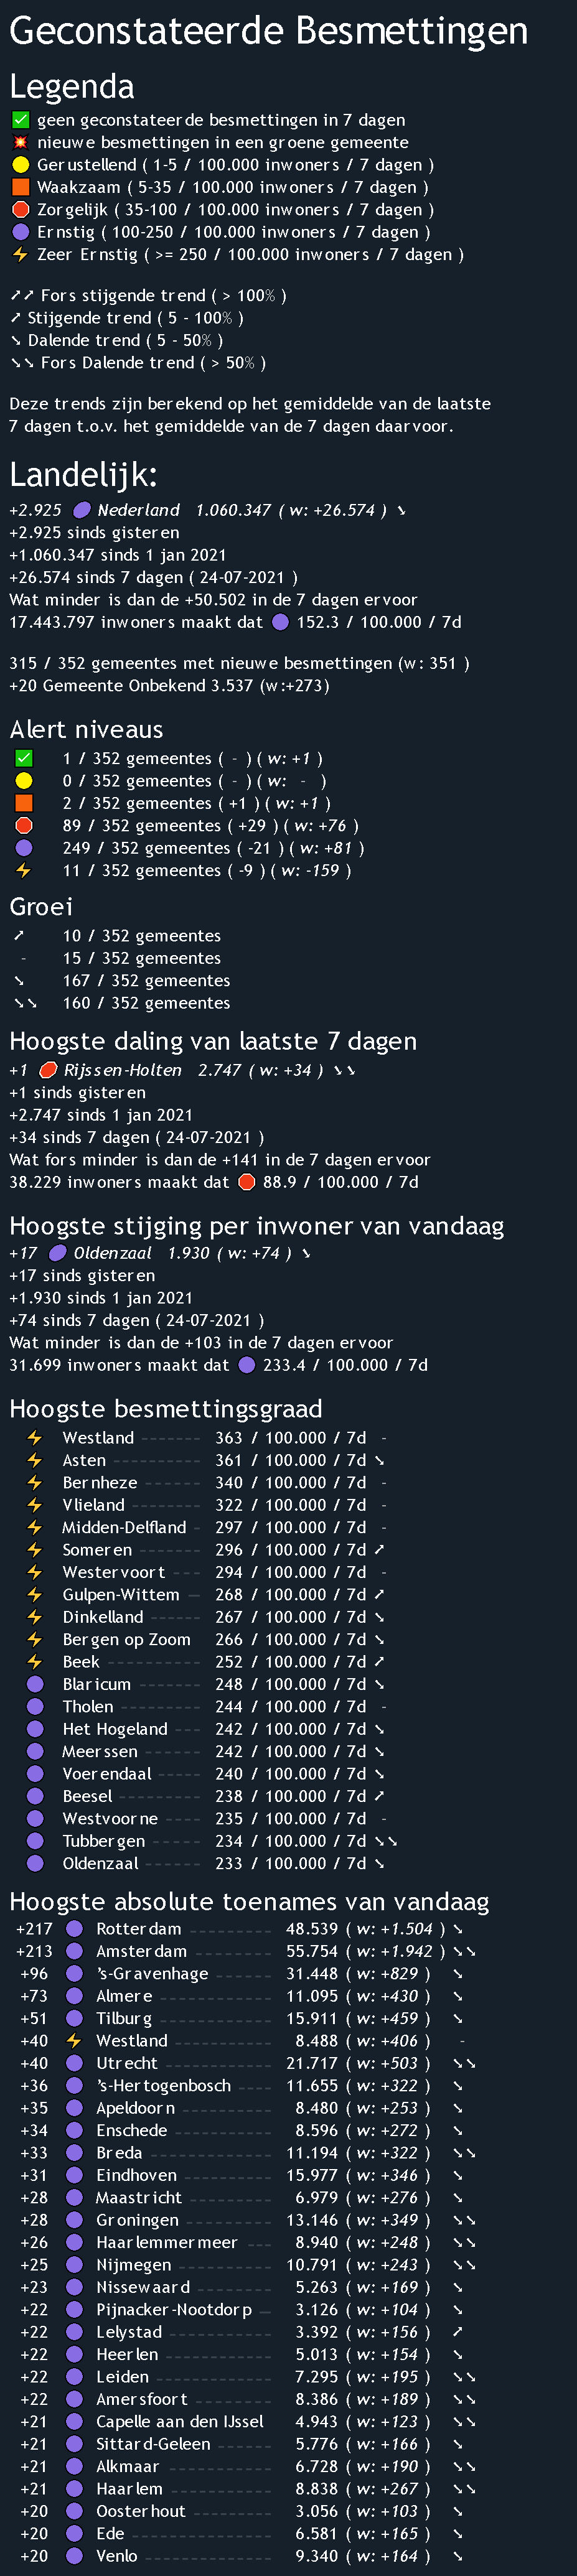 Geconstateerde Besmettingen
Legenda
✅ geen geconstateerde besmettingen in 7 dagen
💥 nieuwe besmettingen in een groene gemeente
🟡 Gerustellend ( 1-5 / 100.000 inwoners / 7 dagen )
🟧 Waakzaam ( 5-35 / 100.000 inwoners / 7 dagen )
🛑 Zorgelijk ( 35-100 / 100.000 inwoners / 7 dagen )
🟣 Ernstig ( 100-250 / 100.000 inwoners / 7 dagen )
⚡ Zeer Ernstig ( >= 250 / 100.000 inwoners / 7 dagen )
➚➚ Fors stijgende trend ( > 100% )
➚ Stijgende trend ( 5 - 100% )
➘ Dalende trend ( 5 - 50% )
➘➘ Fors Dalende trend ( > 50% )
Deze trends zijn berekend op het gemiddelde van de laatste
7 dagen t.o.v. het gemiddelde van de 7 dagen daarvoor.
Landelijk:
+2.925 🟣 Nederland 1.060.347 ( w: +26.574 ) ➘
+2.925 sinds gisteren
+1.060.347 sinds 1 jan 2021
+26.574 sinds 7 dagen ( 24-07-2021 )
Wat minder is dan de +50.502 in de 7 dagen ervoor
17.443.797 inwoners maakt dat 🟣 152.3 / 100.000 / 7d
315 / 352 gemeentes met nieuwe besmettingen (w: 351 )
+20 Gemeente Onbekend 3.537 (w:+273)
Alert niveaus
✅ 1 / 352 gemeentes ( - ) ( w: +1 )
🟡 0 / 352 gemeentes ( - ) ( w: - )
🟧 2 / 352 gemeentes ( +1 ) ( w: +1 )
🛑 89 / 352 gemeentes ( +29 ) ( w: +76 )
🟣 249 / 352 gemeentes ( -21 ) ( w: +81 )
⚡ 11 / 352 gemeentes ( -9 ) ( w: -159 )
Groei
➚ 10 / 352 gemeentes
- 15 / 352 gemeentes
➘ 167 / 352 gemeentes
➘➘ 160 / 352 gemeentes
Hoogste daling van laatste 7 dagen
+1 🛑 Rijssen-Holten 2.747 ( w: +34 ) ➘➘
+1 sinds gisteren
+2.747 sinds 1 jan 2021
+34 sinds 7 dagen ( 24-07-2021 )
Wat fors minder is dan de +141 in de 7 dagen ervoor
38.229 inwoners maakt dat 🛑 88.9 / 100.000 / 7d
Hoogste stijging per inwoner van vandaag
+17 🟣 Oldenzaal 1.930 ( w: +74 ) ➘
+17 sinds gisteren
+1.930 sinds 1 jan 2021
+74 sinds 7 dagen ( 24-07-2021 )
Wat minder is dan de +103 in de 7 dagen ervoor
31.699 inwoners maakt dat 🟣 233.4 / 100.000 / 7d
Hoogste besmettingsgraad
⚡ Westland ------- 363 / 100.000 / 7d -
⚡ Asten ---------- 361 / 100.000 / 7d ➘
⚡ Bernheze ------- 340 / 100.000 / 7d -
⚡ Vlieland -------- 322 / 100.000 / 7d -
⚡ Midden-Delfland - 297 / 100.000 / 7d -
⚡ Someren -------- 296 / 100.000 / 7d ➚
⚡ Westervoort --- 294 / 100.000 / 7d -
⚡ Gulpen-Wittem -- 268 / 100.000 / 7d ➚
⚡ Dinkelland ------ 267 / 100.000 / 7d ➘
⚡ Bergen op Zoom 266 / 100.000 / 7d ➘
⚡ Beek ----------- 252 / 100.000 / 7d ➚
🟣 Blaricum ------- 248 / 100.000 / 7d ➘
🟣 Tholen --------- 244 / 100.000 / 7d -
🟣 Het Hogeland --- 242 / 100.000 / 7d ➘
🟣 Meerssen ------- 242 / 100.000 / 7d ➘
🟣 Voerendaal ----- 240 / 100.000 / 7d ➘
🟣 Beesel --------- 238 / 100.000 / 7d ➚
🟣 Westvoorne ---- 235 / 100.000 / 7d -
🟣 Tubbergen ----- 234 / 100.000 / 7d ➘➘
🟣 Oldenzaal ------ 233 / 100.000 / 7d ➘
Hoogste absolute toenames van vandaag
+217 🟣 Rotterdam --------- 48.539 ( w: +1.504 ) ➘
+213 🟣 Amsterdam --------- 55.754 ( w: +1.942 ) ➘➘
+96 🟣 's-Gravenhage ------ 31.448 ( w: +829 ) ➘
+73 🟣 Almere ------------ 11.095 ( w: +430 ) ➘
+51 🟣 Tilburg ------------ 15.911 ( w: +459 ) ➘
+40 ⚡ Westland ----------- 8.488 ( w: +406 ) -
+40 🟣 Utrecht ------------ 21.717 ( w: +503 ) ➘➘
+36 🟣 's-Hertogenbosch ---- 11.655 ( w: +322 ) ➘
+35 🟣 Apeldoorn ---------- 8.480 ( w: +253 ) ➘
+34 🟣 Enschede ----------- 8.596 ( w: +272 ) ➘
+33 🟣 Breda ------------- 11.194 ( w: +322 ) ➘➘
+31 🟣 Eindhoven ---------- 15.977 ( w: +346 ) ➘
+28 🟣 Maastricht --------- 6.979 ( w: +276 ) ➘
+28 🟣 Groningen ---------- 13.146 ( w: +349 ) ➘➘
+26 🟣 Haarlemmermeer --- 8.940 ( w: +248 ) ➘➘
+25 🟣 Nijmegen ----------- 10.791 ( w: +243 ) ➘➘
+23 🟣 Nissewaard --------- 5.263 ( w: +169 ) ➘
+22 🟣 Pijnacker-Nootdorp -- 3.126 ( w: +104 ) ➘
+22 🟣 Lelystad ----------- 3.392 ( w: +156 ) ➚
+22 🟣 Heerlen ------------ 5.013 ( w: +154 ) ➘
+22 🟣 Leiden ------------- 7.295 ( w: +195 ) ➘➘
+22 🟣 Amersfoort --------- 8.386 ( w: +189 ) ➘➘
+21 🟣 Capelle aan den IJssel 4.943 ( w: +123 ) ➘➘
+21 🟣 Sittard-Geleen ------ 5.776 ( w: +166 ) ➘
+21 🟣 Alkmaar ------------ 6.728 ( w: +190 ) ➘➘
+21 🟣 Haarlem ------------ 8.838 ( w: +267 ) ➘➘
+20 🟣 Oosterhout --------- 3.056 ( w: +103 ) ➘
+20 🟣 Ede ---------------- 6.581 ( w: +165 ) ➘
+20 🟣 Venlo -------------- 9.340 ( w: +164 ) ➘